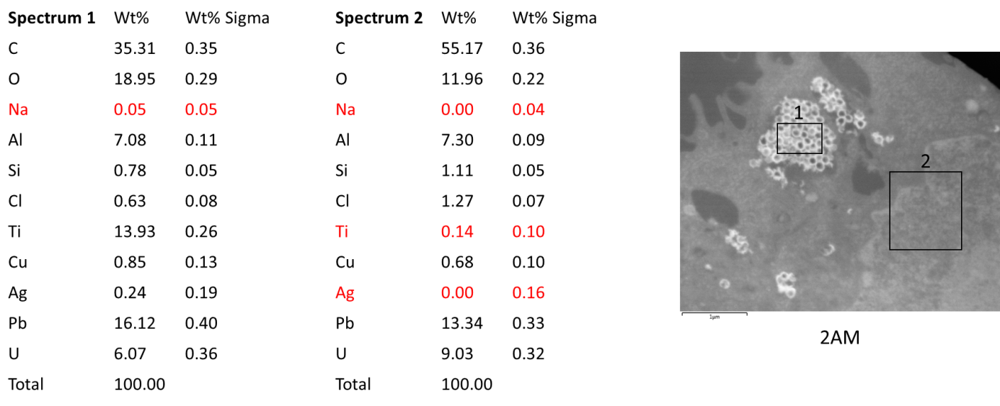 Spectrum 1 Wt% Wt% Sigma
C 35.31 0.35
O 18.95 0.29
Na 0.05 0.05
Al 7.08 0.11
Si 0.78 0.05
Cl 0.63 0.08
Ti 13.93 0.26
Cu 0.85 0.13
Ag 0.24 0.19
Pb 16.12 0.40
U 6.07 0.36
Total 100.00
Spectrum 2 Wt% Wt% Sigma
C 55.17 0.36
O 11.96 0.22
Na 0.00 0.04
Al 7.30 0.09
Si 1.11 0.05
Cl 1.27 0.07
Ti 0.14 0.10
Cu 0.68 0.10
Ag 0.00 0.16
Pb 13.34 0.33
U 9.03 0.32
Total 100.00
1
2
1µm
2AM